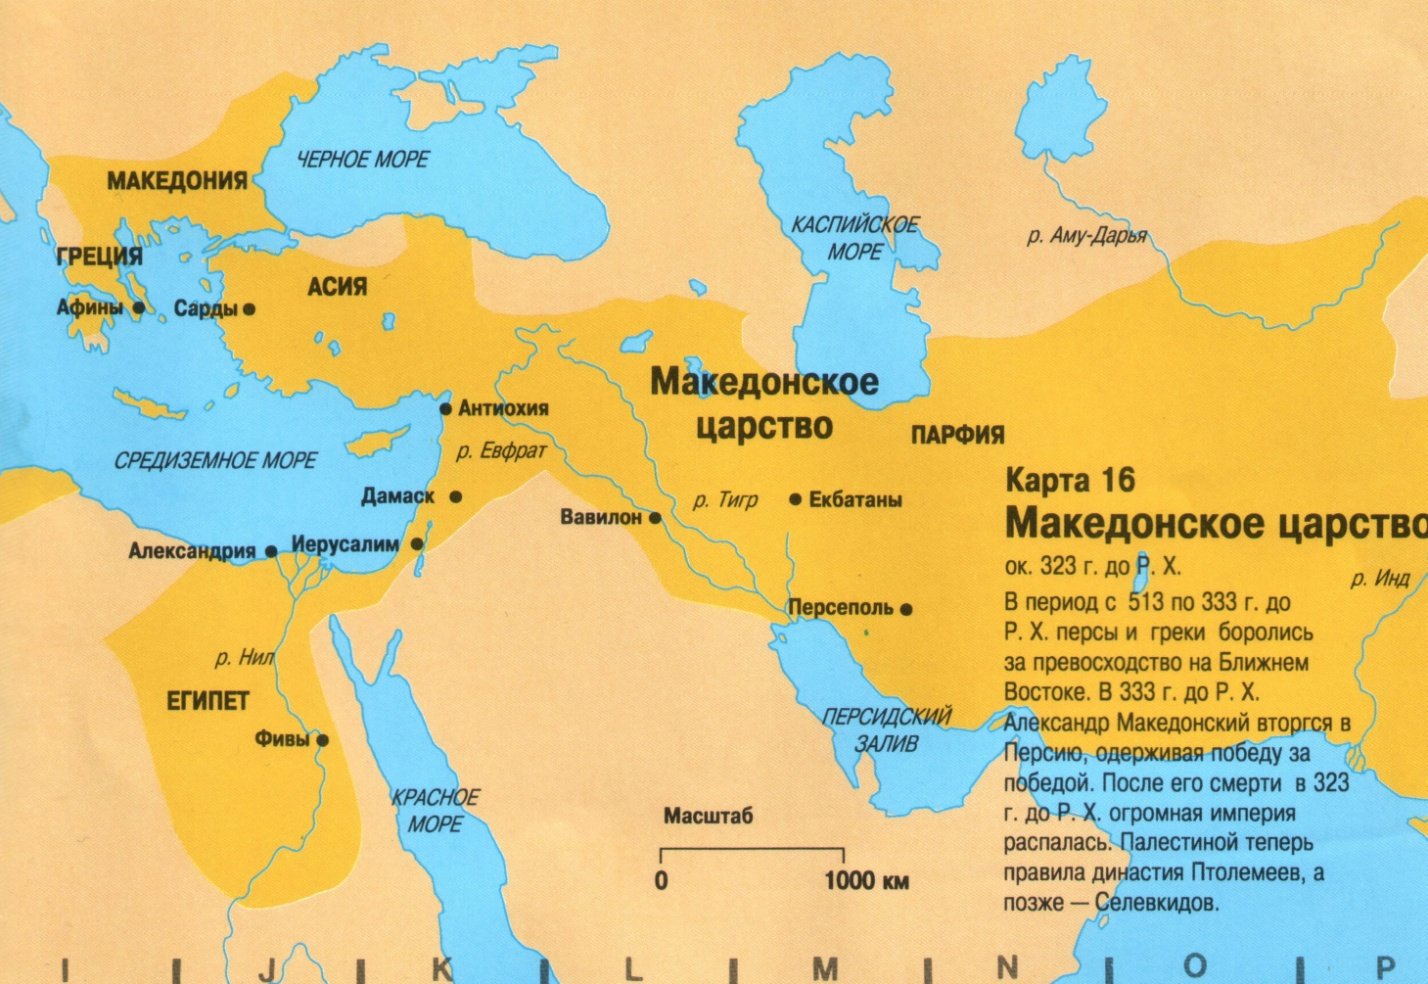 ЧЕРНОЕ МОРЕ
МАКЕДОНИЯ
КАСПИЙСКОЕ
МОРЕ
р. Аму-Дарья
ГРЕЦИЯ
АСИЯ
Афины
Сарды
Македонское
царство
Антиохия
ПАРФИЯ
р. Евфрат
СРЕДИЗЕМНОЕ МОРЕ
Дамаск
р. Тигр
Екбатаны
Вавилон
Александрия
Иерусалим
Персеполь
р. Инд
р. Нил
ЕГИПЕТ
Фивы
ПЕРСИДСКИЙ
ЗАЛИВ
КРАСНОЕ
МОРЕ
Масштаб
0 1000 км
Карта 16
Македонское царство
ок. 323 г. до Р. Х.
В период с 513 по 333 г. до
Р. Х. персы и греки боролись
за превосходство на Ближнем
Востоке. В 333 г. до Р. Х.
Александр Македонский вторгся в
Персию, одерживая победу за
победой. После его смерти в 323
г. до Р. Х. огромная империя
распалась. Палестиной теперь
правила династия Птолемеев, а
позже — Селевкидов.
I J K L M N O P